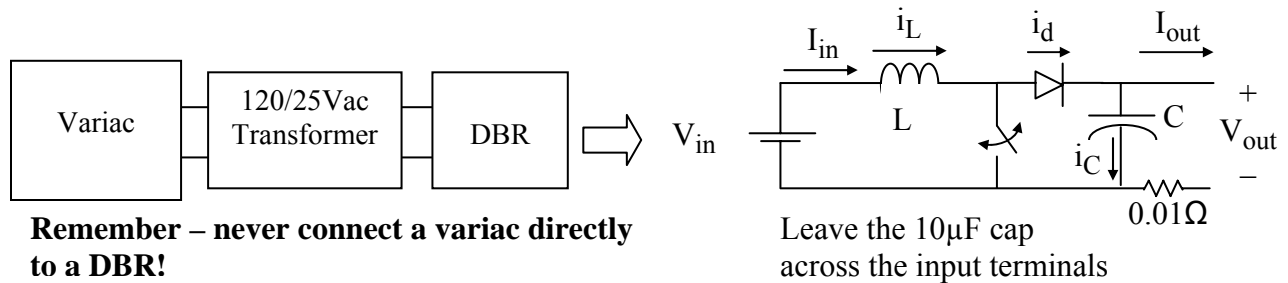 Variac
120/25Vac
Transformer
DBR
Remember – never connect a variac directly
to a DBR!
I_in
i_L
i_d
I_out
V_in
L
C
i_C
+
V_out
−
0.01Ω
Leave the 10µF cap
across the input terminals